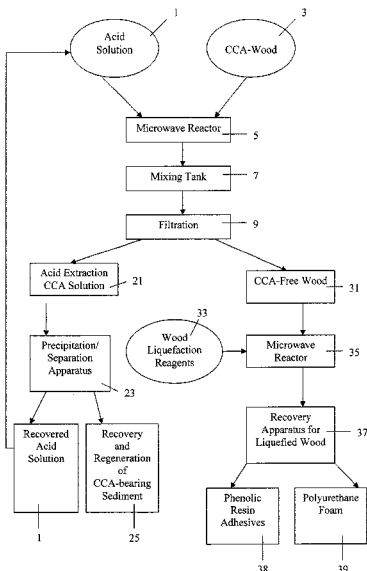 1
3
Acid
Solution
CCA-Wood
Microwave Reactor
5
Mixing Tank
7
Filtration
9
Acid Extraction
CCA Solution
21
CCA-Free Wood
31
33
Wood
Liquefaction
Reagents
Precipitation/
Separation
Apparatus
23
Microwave
Reactor
35
Recovered
Acid
Solution
Recovery
and
Regeneration
of
CCA-bearing
Sediment
Recovery
Apparatus for
Liquefied Wood
37
Phenolic
Resin
Adhesives
Polyurethane
Foam
1
25
38
39